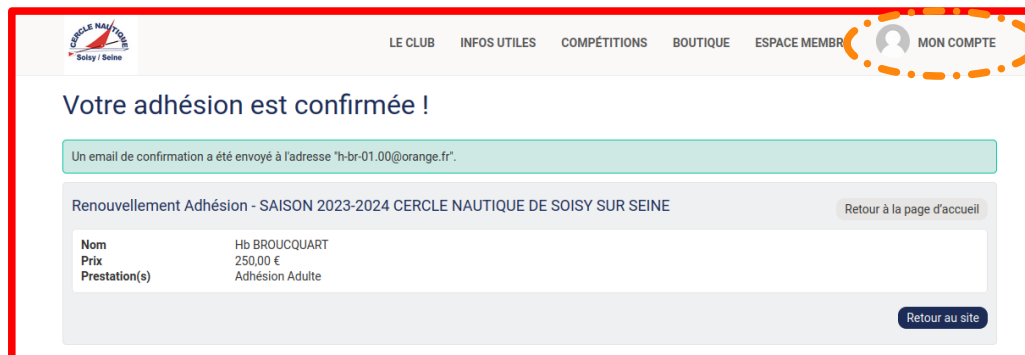 CERCLE NAUTIQUE
Soisy / Seine
LE CLUB INFOS UTILES COMPÉTITIONS BOUTIQUE ESPACE MEMBR MON COMPTE
Votre adhésion est confirmée !
Un email de confirmation a été envoyé à l'adresse "h-br-01.00@orange.fr".
Renouvellement Adhésion - SAISON 2023-2024 CERCLE NAUTIQUE DE SOISY SUR SEINE
Retour à la page d'accueil
Nom Hb BROUCQUART
Prix 250,00 €
Prestation(s) Adhésion Adulte
Retour au site